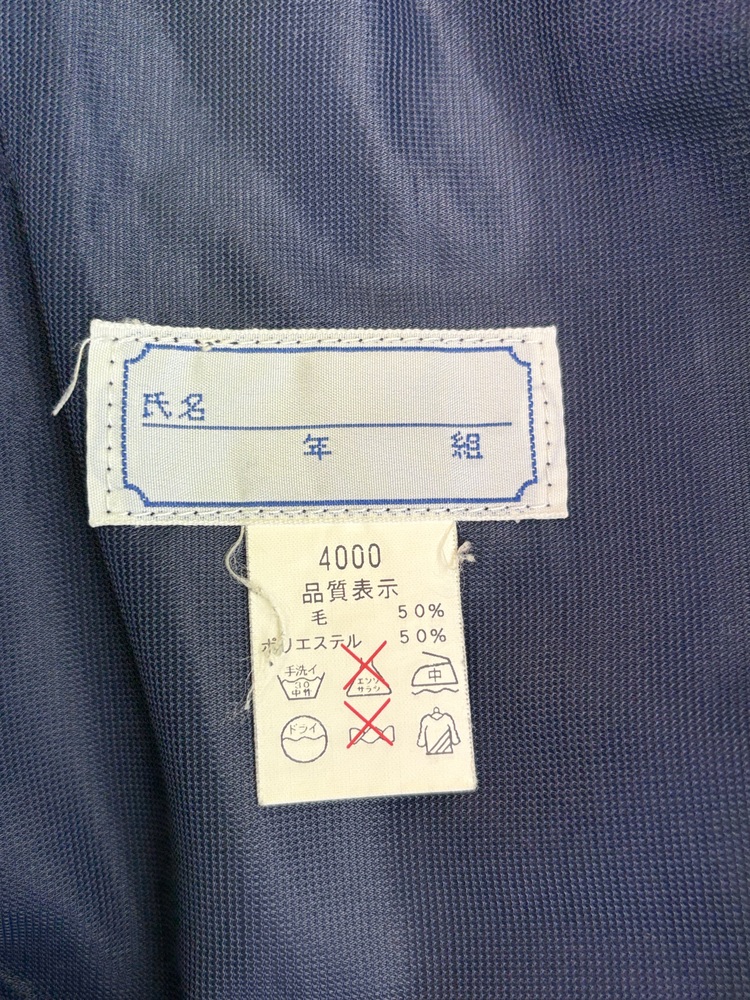 氏名
年 組
4000
品質表示
毛 50%
ポリエステル 50%
手洗イ
中性
エンソ
サラシ
中
ドライ